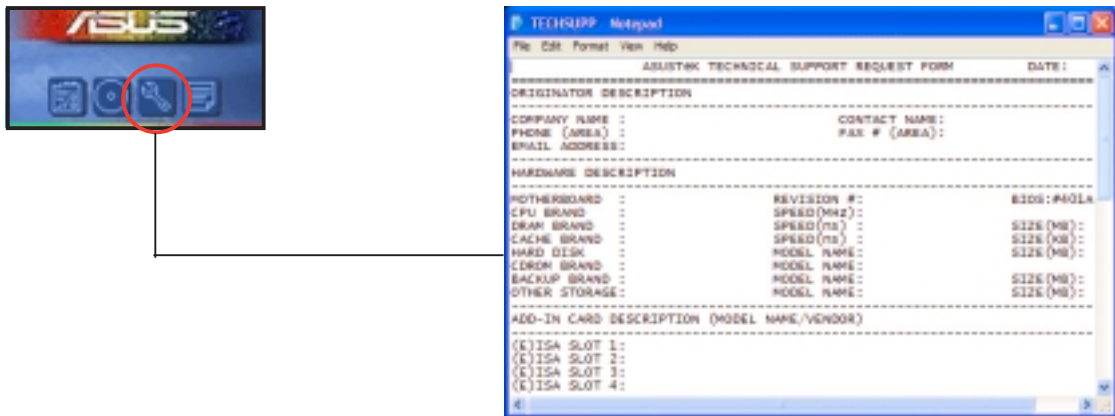 ASUS
TECHSUPP - Notepad
File Edit Format View Help
ASUSTeK TECHNICAL SUPPORT REQUEST FORM DATE:
ORIGINATOR DESCRIPTION
COMPANY NAME : CONTACT NAME:
PHONE (AREA) : FAX # (AREA):
EMAIL ADDRESS:
HARDWARE DESCRIPTION
MOTHERBOARD : REVISION #: BIOS:#401A
CPU BRAND : SPEED(MHz):
DRAM BRAND : SPEED(ns) : SIZE(MB):
CACHE BRAND : SPEED(ns) : SIZE(KB):
HARD DISK : MODEL NAME: SIZE(MB):
CDROM BRAND : MODEL NAME:
BACKUP BRAND : MODEL NAME: SIZE(MB):
OTHER STORAGE: MODEL NAME: SIZE(MB):
ADD-IN CARD DESCRIPTION (MODEL NAME/VENDOR)
(E)ISA SLOT 1:
(E)ISA SLOT 2:
(E)ISA SLOT 3:
(E)ISA SLOT 4: